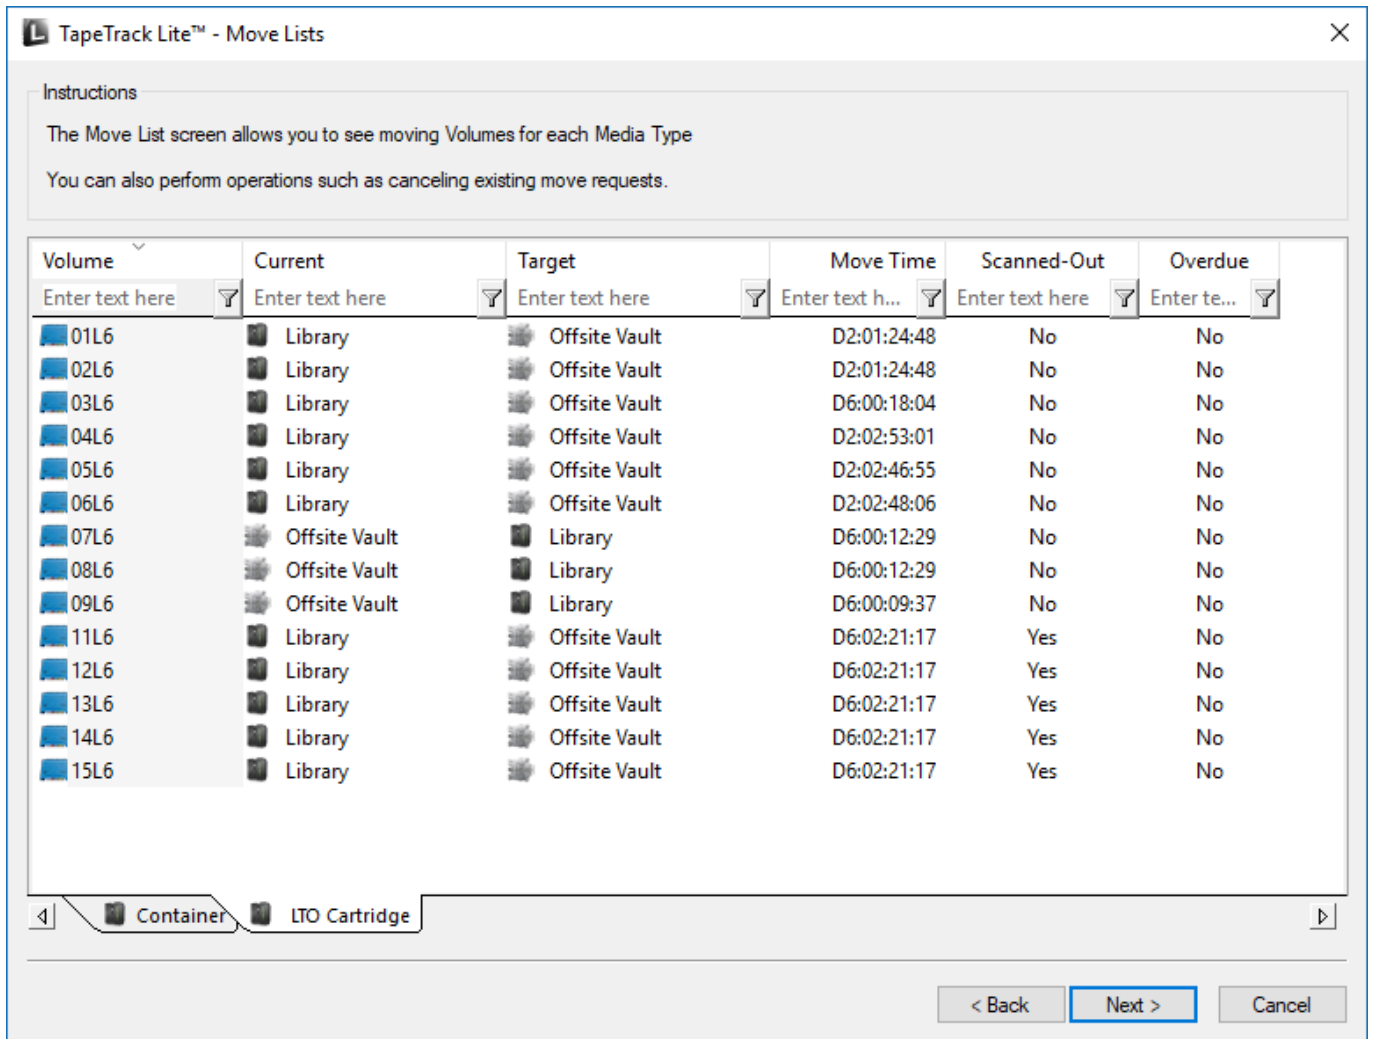 TapeTrack Lite™ - Move Lists
Instructions
The Move List screen allows you to see moving Volumes for each Media Type
You can also perform operations such as canceling existing move requests.
Volume Current Target Move Time Scanned-Out Overdue
Enter text here Enter text here Enter text here Enter text h... Enter text here Enter te...
01L6 Library Offsite Vault D2:01:24:48 No No
02L6 Library Offsite Vault D2:01:24:48 No No
03L6 Library Offsite Vault D6:00:18:04 No No
04L6 Library Offsite Vault D2:02:53:01 No No
05L6 Library Offsite Vault D2:02:46:55 No No
06L6 Library Offsite Vault D2:02:48:06 No No
07L6 Offsite Vault Library D6:00:12:29 No No
08L6 Offsite Vault Library D6:00:12:29 No No
09L6 Offsite Vault Library D6:00:09:37 No No
11L6 Library Offsite Vault D6:02:21:17 Yes No
12L6 Library Offsite Vault D6:02:21:17 Yes No
13L6 Library Offsite Vault D6:02:21:17 Yes No
14L6 Library Offsite Vault D6:02:21:17 Yes No
15L6 Library Offsite Vault D6:02:21:17 Yes No
Container LTO Cartridge
< Back Next > Cancel